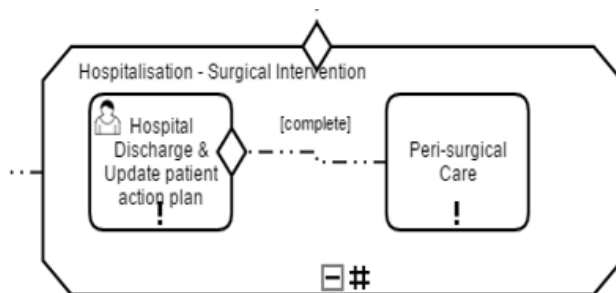 Hospitalisation - Surgical Intervention
Hospital
Discharge &
Update patient
action plan
!
[complete]
Peri-surgical
Care
!
#